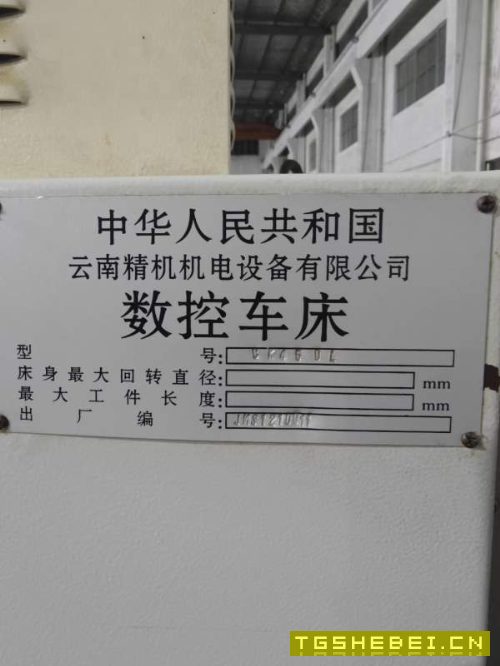 中华人民共和国
云南精机机电设备有限公司
数控车床
型号:
床身最大回转直径: mm
最大工件长度: mm
出厂编号:
TGSHEBEI.CN